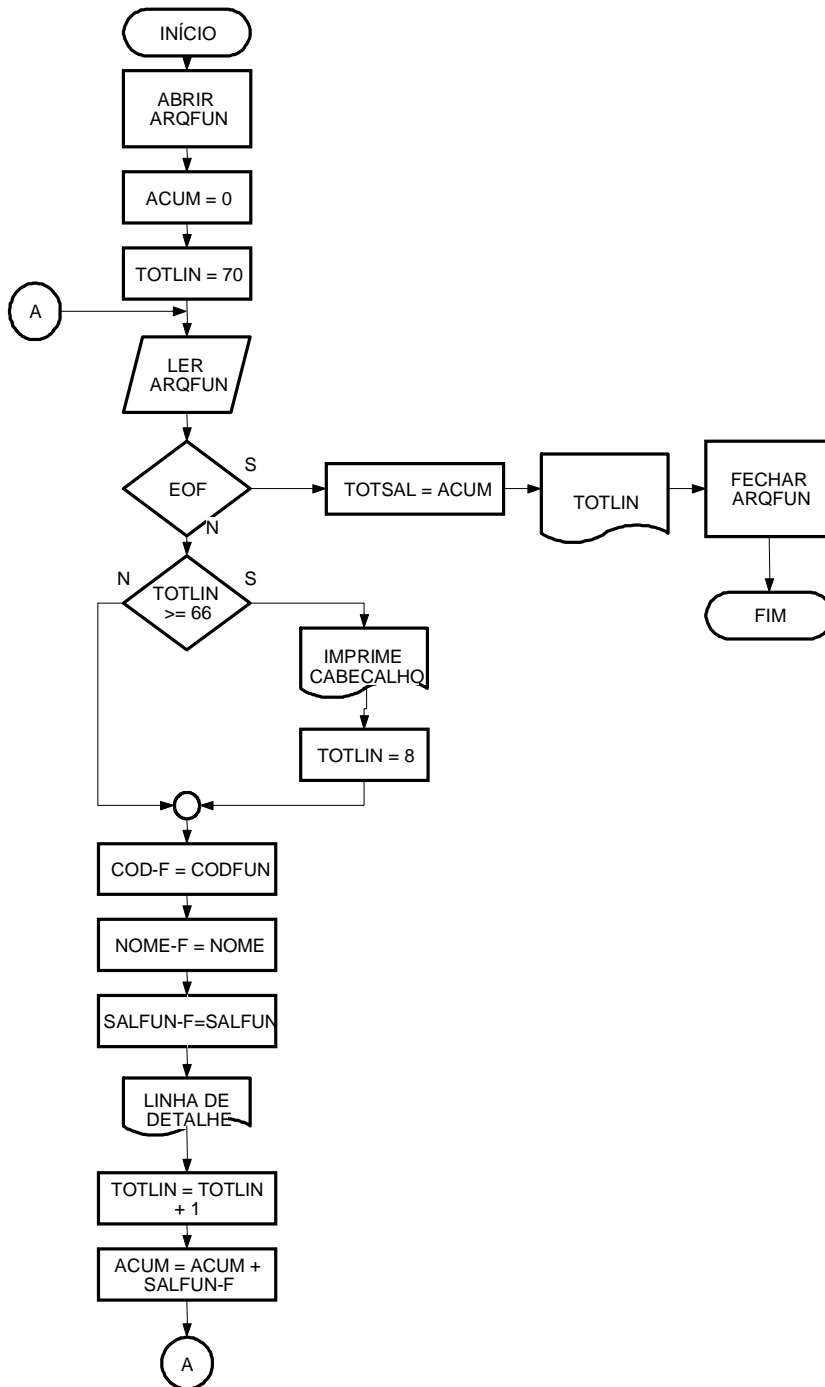 INÍCIO
ABRIR
ARQFUN
ACUM = 0
TOTLIN = 70
A
LER
ARQFUN
EOF
S
N
TOTSAL = ACUM
TOTLIN
FECHAR
ARQFUN
FIM
N
TOTLIN
>= 66
S
IMPRIME
CABECALHO
TOTLIN = 8
COD-F = CODFUN
NOME-F = NOME
SALFUN-F=SALFUN
LINHA DE
DETALHE
TOTLIN = TOTLIN
+ 1
ACUM = ACUM +
SALFUN-F
A